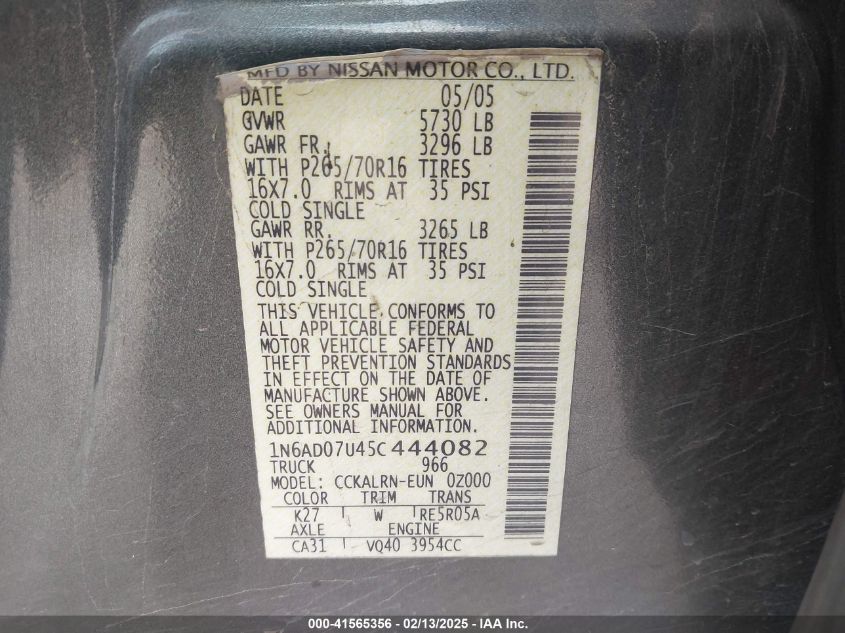 MFD BY NISSAN MOTOR CO., LTD.
DATE 05/05
GVWR 5730 LB
GAWR FR. 3296 LB
WITH P265/70R16 TIRES
16X7.0 RIMS AT 35 PSI
COLD SINGLE
GAWR RR. 3265 LB
WITH P265/70R16 TIRES
16X7.0 RIMS AT 35 PSI
COLD SINGLE
THIS VEHICLE CONFORMS TO
ALL APPLICABLE FEDERAL
MOTOR VEHICLE SAFETY AND
THEFT PREVENTION STANDARDS
IN EFFECT ON THE DATE OF
MANUFACTURE SHOWN ABOVE.
SEE OWNERS MANUAL FOR
ADDITIONAL INFORMATION.
1N6AD07U45C444082
TRUCK 966
MODEL: CCKALRN-EUN 0Z000
COLOR TRIM TRANS
K27 W RE5R05A
AXLE ENGINE
CA31 VQ40 3954CC
000-41565356 - 02/13/2025 - IAA Inc.